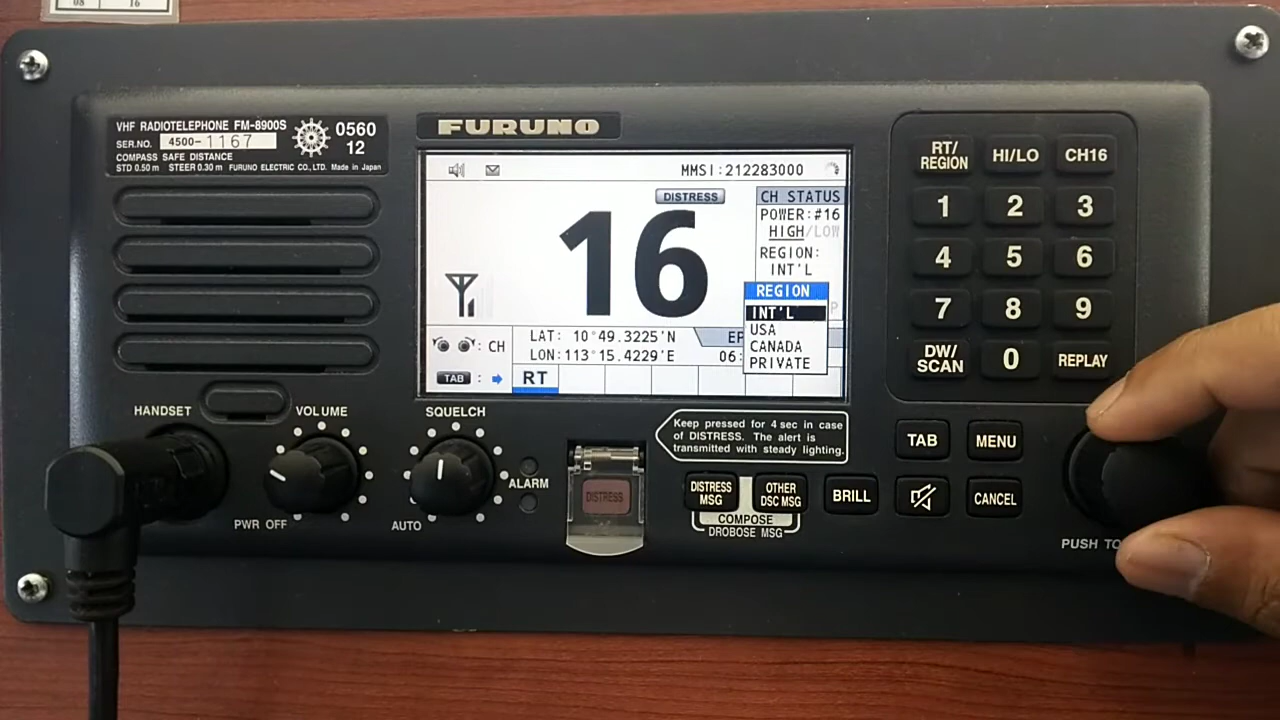 08 16
VHF RADIOTELEPHONE FM-8900S
SER.NO. 4500-1167
COMPASS SAFE DISTANCE
STD 0.50 m STEER 0.30 m FURUNO ELECTRIC CO., LTD. Made in Japan
0560
12
FURUNO
MMSI:212283000
DISTRESS
16
CH STATUS
POWER:#16
HIGH/LOW
REGION:
INT'L
REGION
INT'L
USA
CANADA
PRIVATE
LAT: 10°49.3225'N
LON:113°15.4229'E
EP
06:
: CH
TAB :
RT
RT/
REGION
HI/LO
CH16
1
2
3
4
5
6
7
8
9
DW/
SCAN
0
REPLAY
HANDSET
VOLUME
PWR OFF
SQUELCH
AUTO
ALARM
DISTRESS
Keep pressed for 4 sec in case
of DISTRESS. The alert is
transmitted with steady lighting.
DISTRESS
MSG
OTHER
DSC MSG
COMPOSE
DROBOSE MSG
BRILL
TAB
MENU
CANCEL
PUSH TO